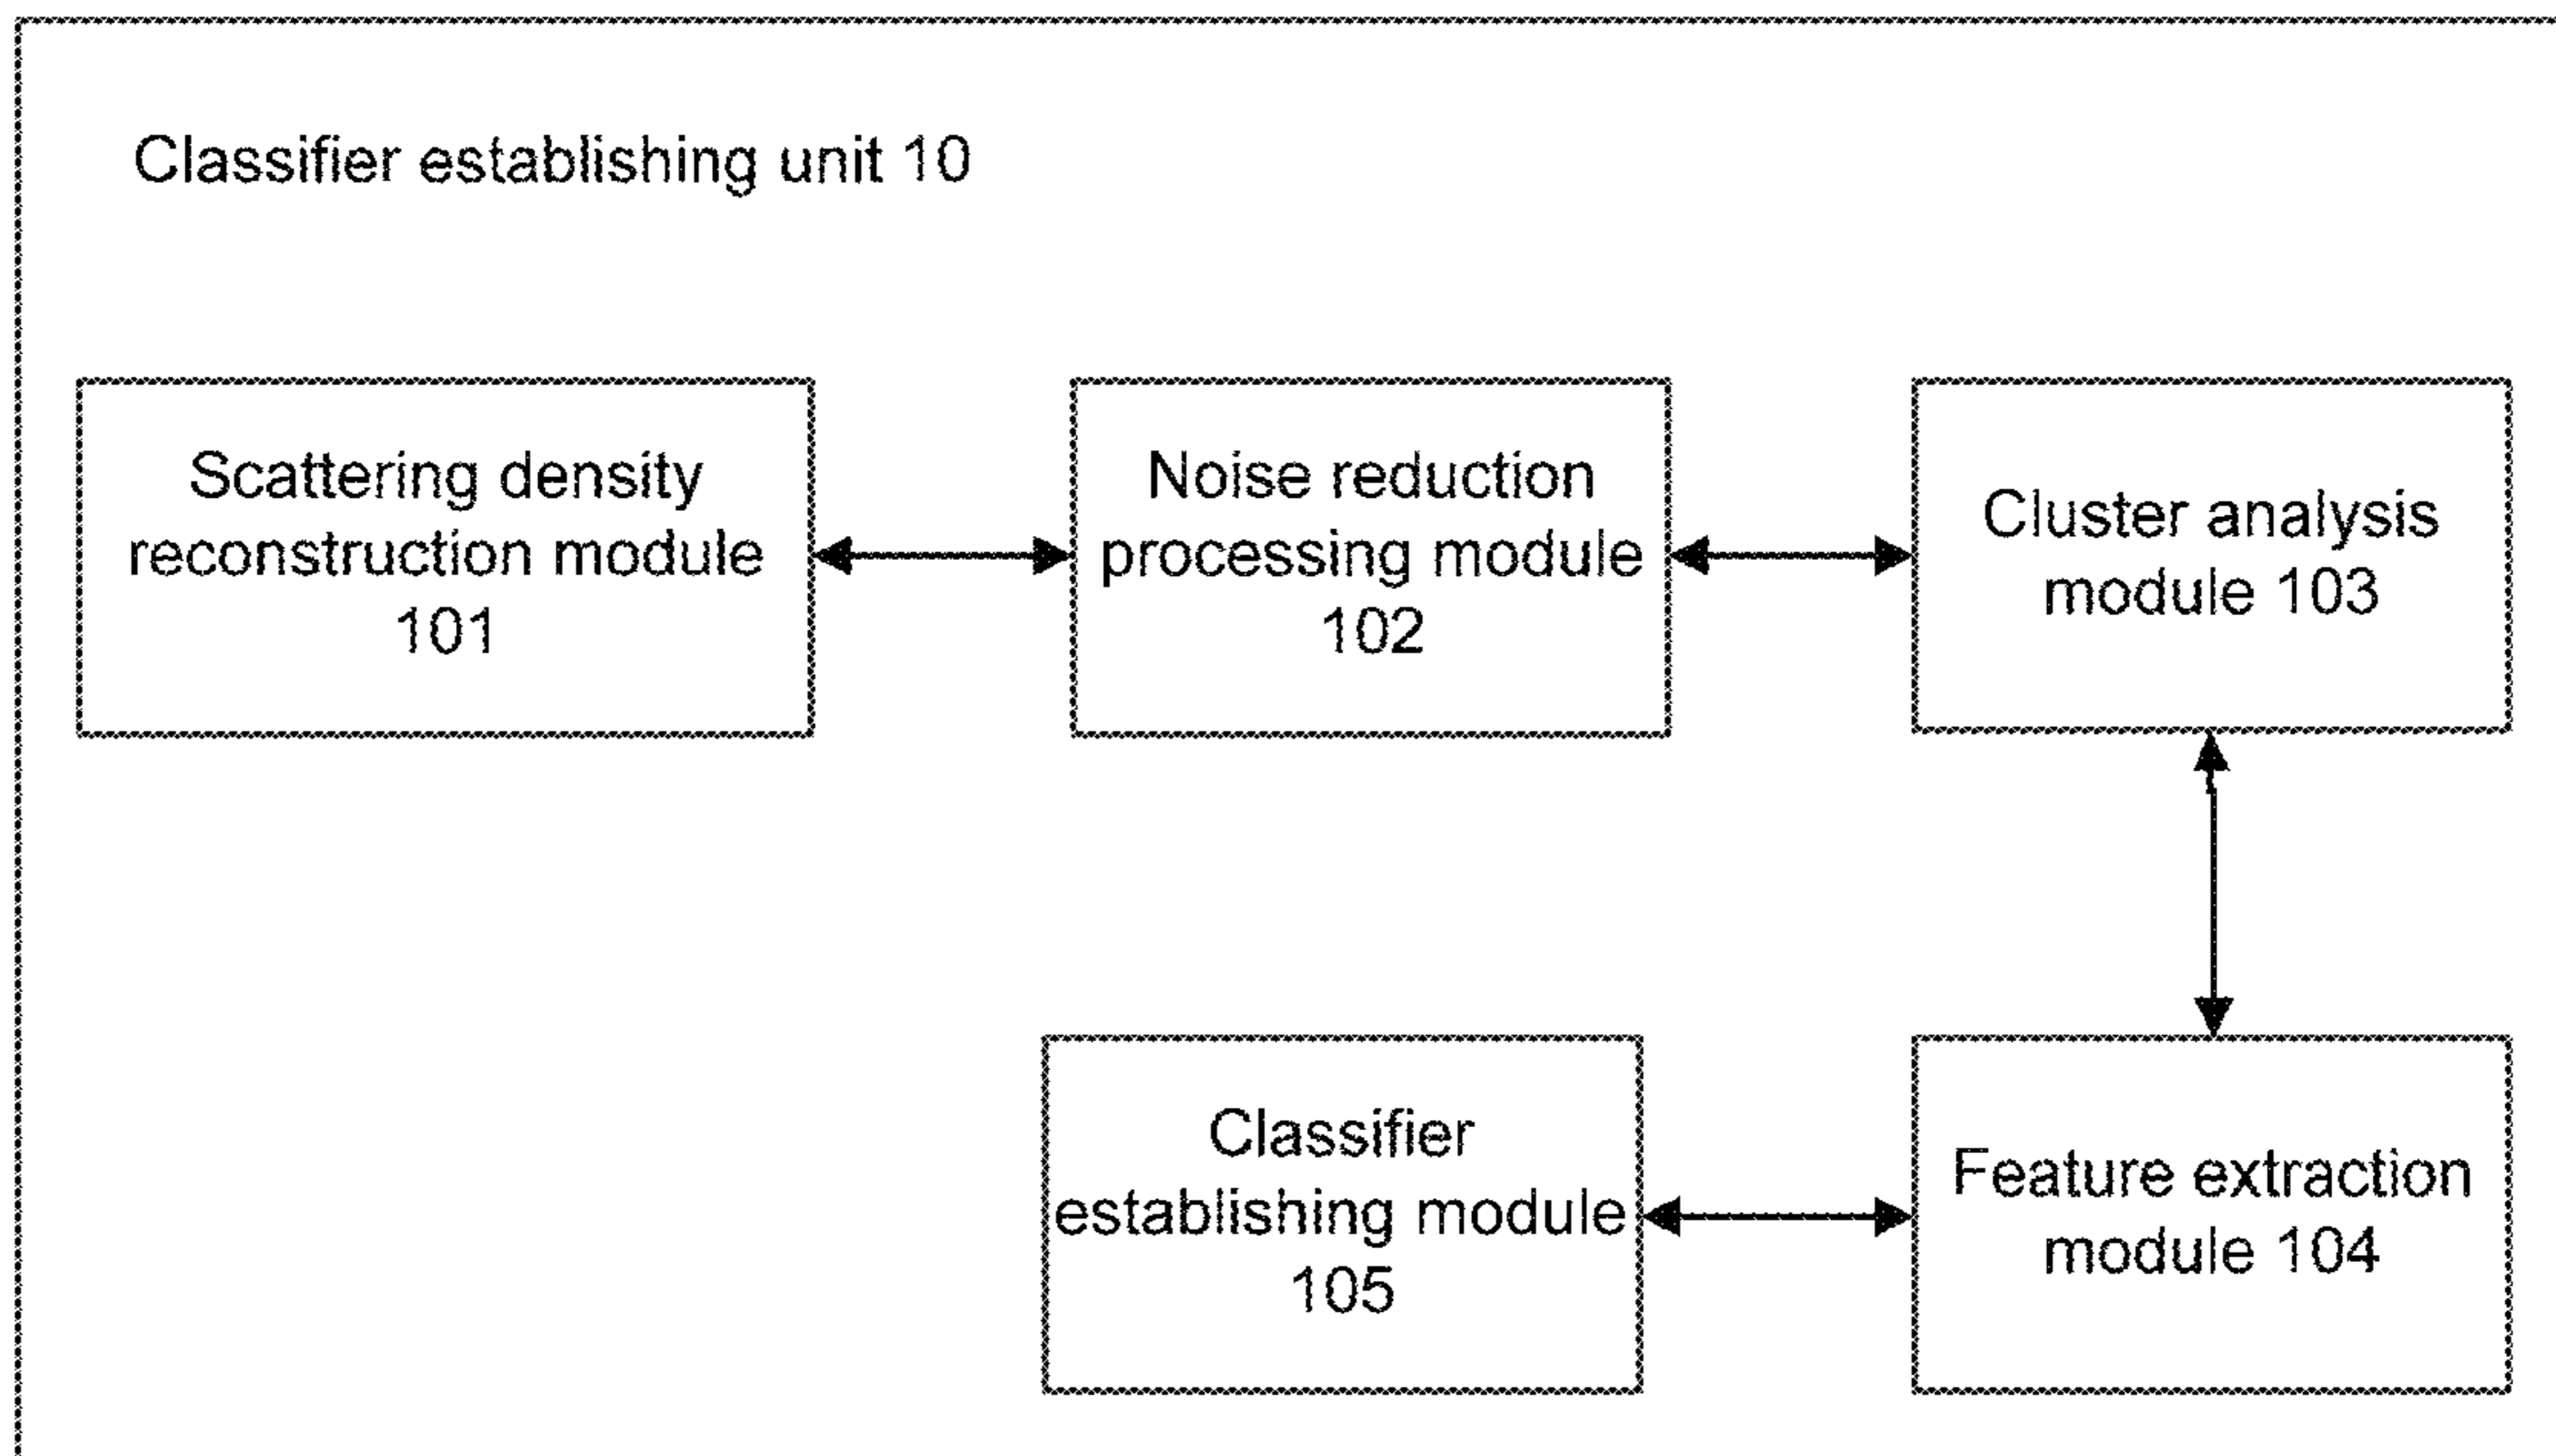 Classifier establishing unit 10
Scattering density
reconstruction module
101
Noise reduction
processing module
102
Cluster analysis
module 103
Classifier
establishing module
105
Feature extraction
module 104